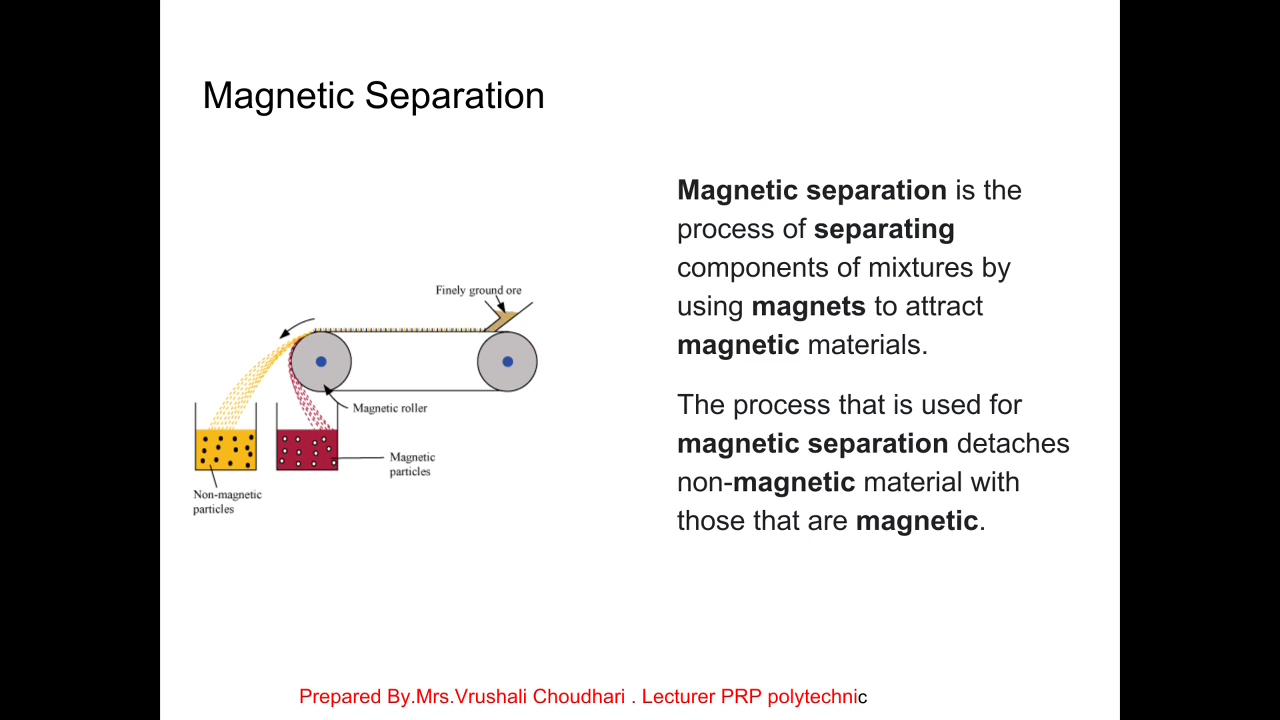 Magnetic Separation
Magnetic separation is the
process of separating
components of mixtures by
using magnets to attract
magnetic materials.
The process that is used for
magnetic separation detaches
non-magnetic material with
those that are magnetic.
Finely ground ore
Magnetic roller
Magnetic
particles
Non-magnetic
particles
Prepared By.Mrs.Vrushali Choudhari . Lecturer PRP polytechnic